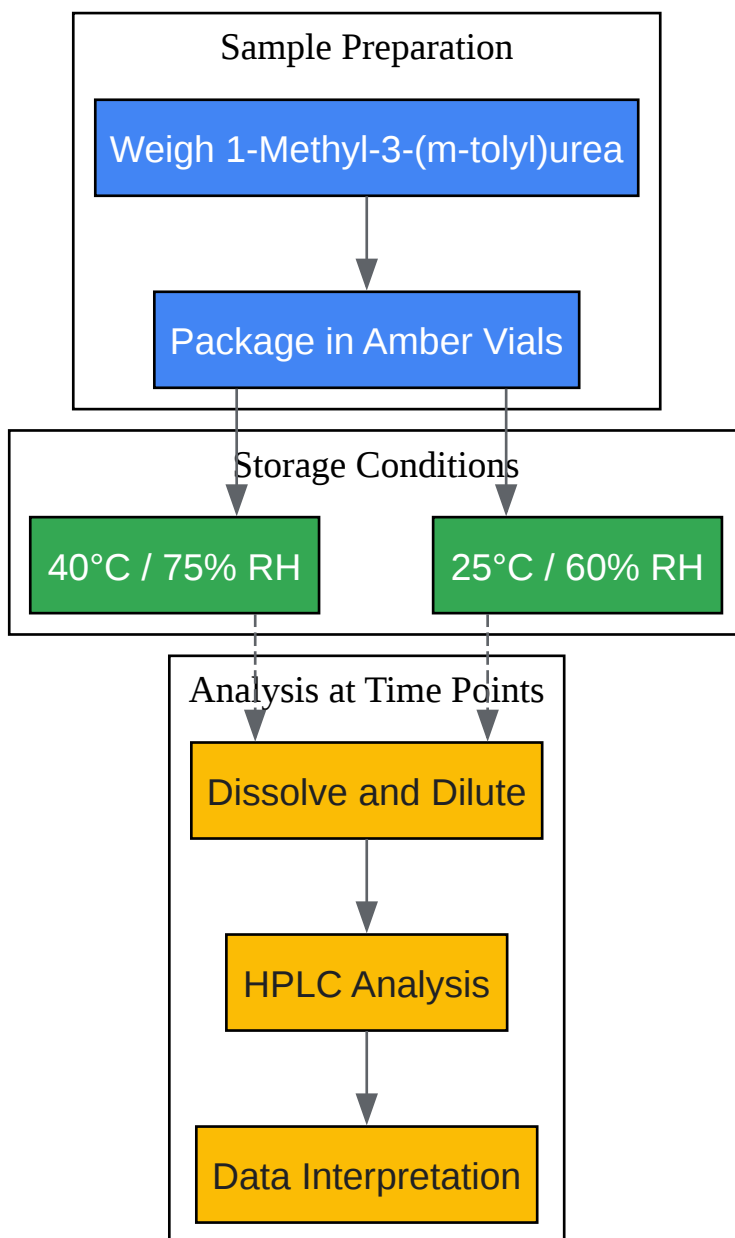 Sample Preparation
Weigh 1-Methyl-3-(m-tolyl)urea
Package in Amber Vials
Storage Conditions
40°C / 75% RH
25°C / 60% RH
Analysis at Time Points
Dissolve and Dilute
HPLC Analysis
Data Interpretation